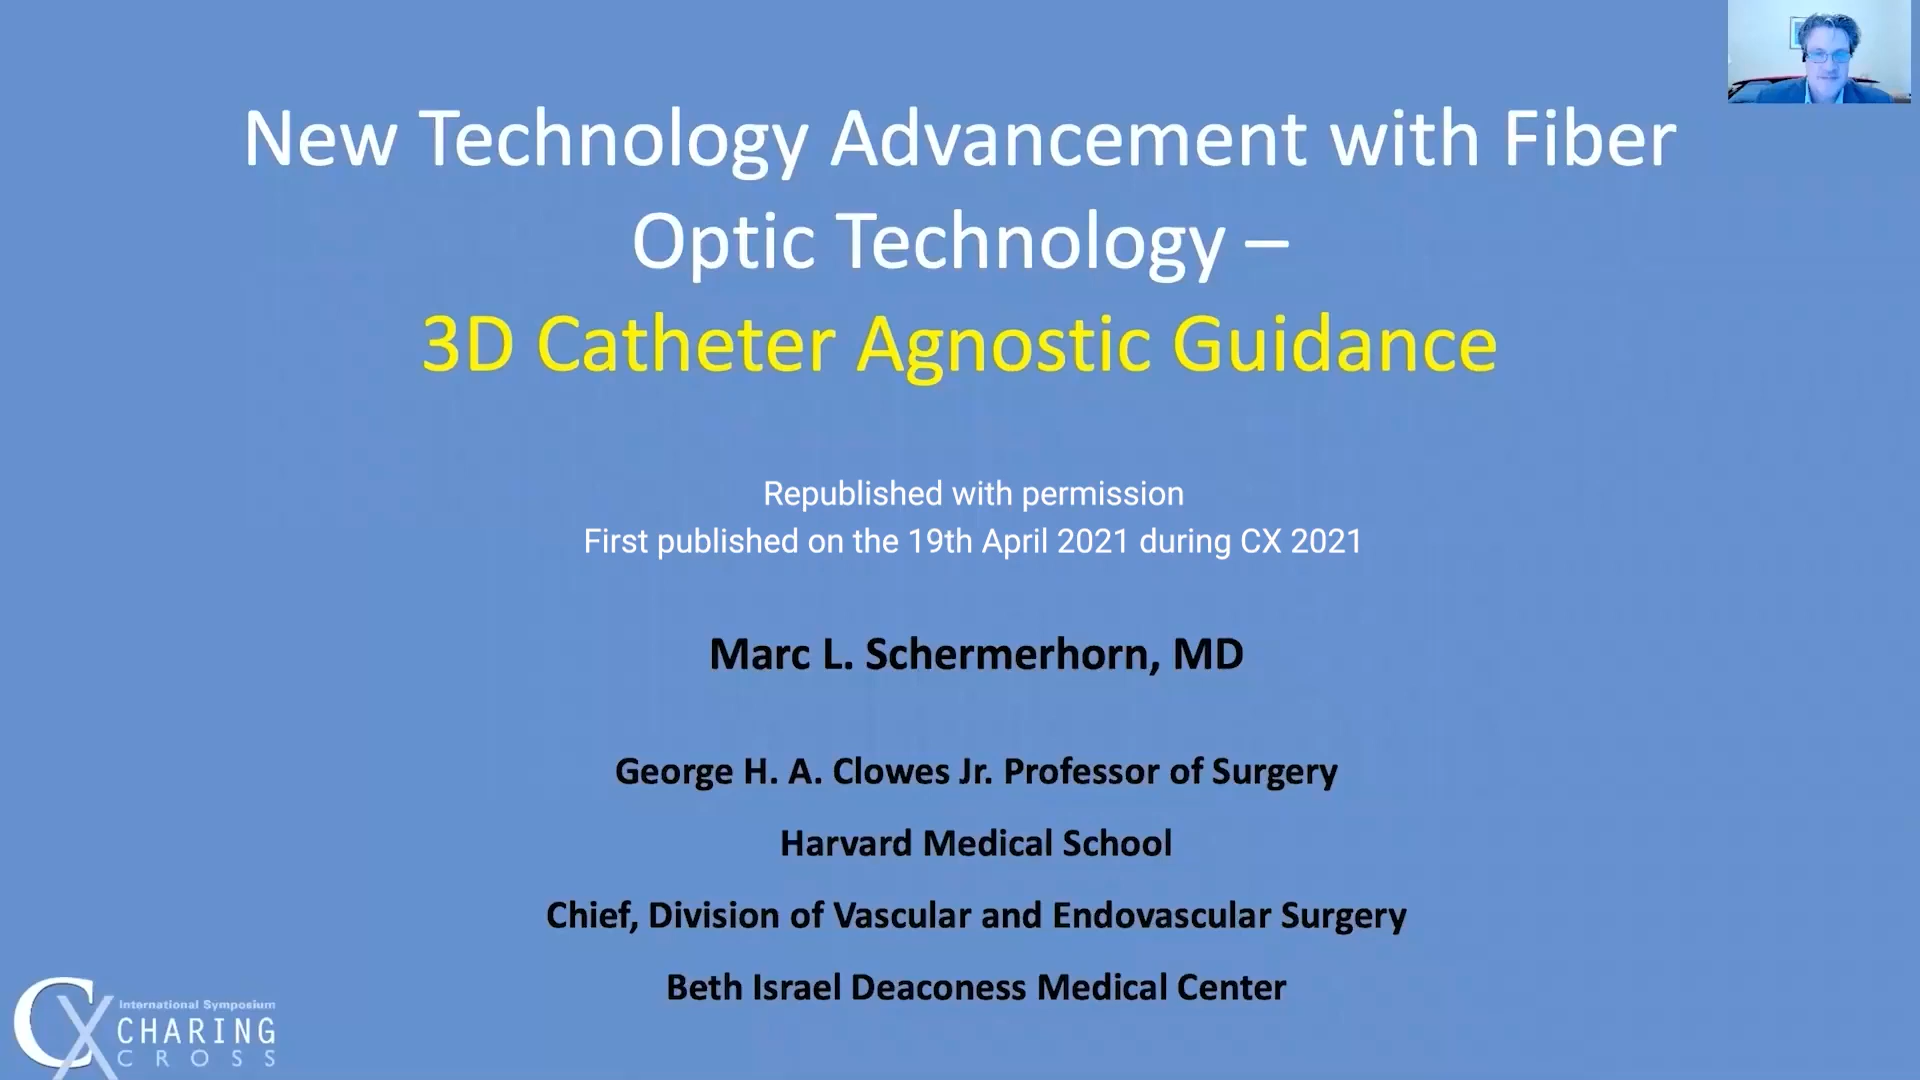 New Technology Advancement with Fiber
Optic Technology –
3D Catheter Agnostic Guidance
Republished with permission
First published on the 19th April 2021 during CX 2021
Marc L. Schermerhorn, MD
George H. A. Clowes Jr. Professor of Surgery
Harvard Medical School
Chief, Division of Vascular and Endovascular Surgery
Beth Israel Deaconess Medical Center
CX
International Symposium
CHARING
CROSS